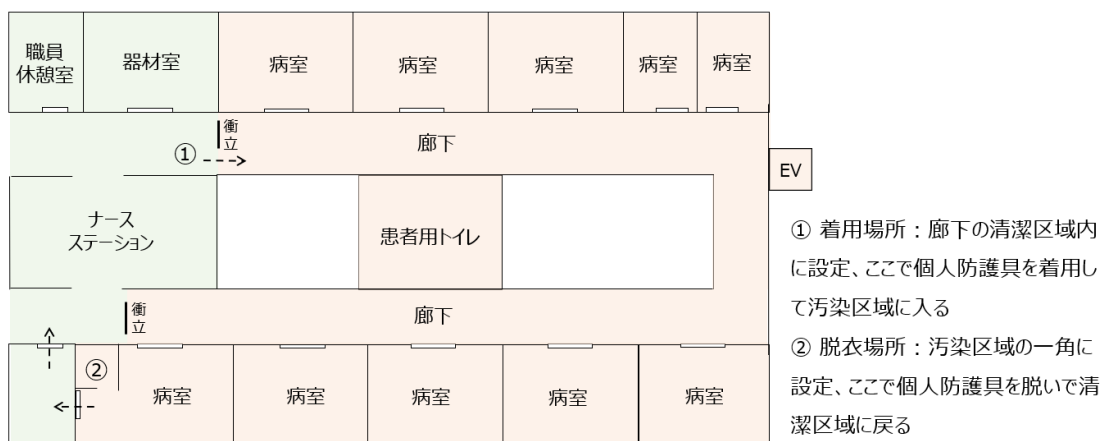 職員
休憩室
器材室
病室
病室
病室
病室
病室
衝
立
①
廊下
EV
ナース
ステーション
患者用トイレ
衝
立
廊下
②
病室
病室
病室
病室
病室
① 着用場所：廊下の清潔区域内
に設定、ここで個人防護具を着用し
て汚染区域に入る
② 脱衣場所：汚染区域の一角に
設定、ここで個人防護具を脱いで清
潔区域に戻る